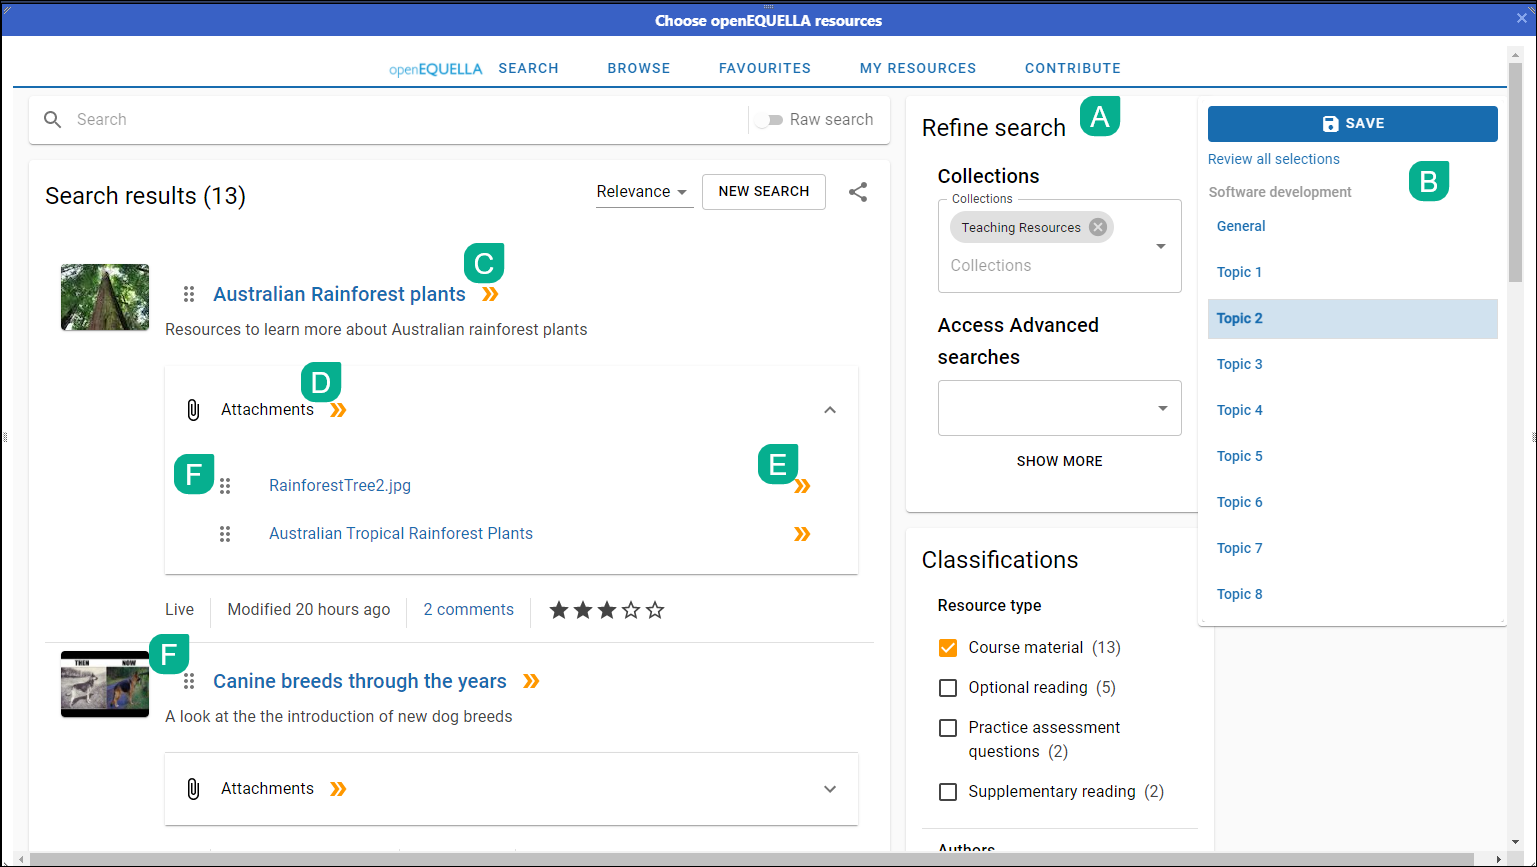 Choose openEQUELLA resources
openEQUELLA SEARCH BROWSE FAVOURITES MY RESOURCES CONTRIBUTE
Search
Raw search
Search results (13)
Relevance
NEW SEARCH
C
Australian Rainforest plants
Resources to learn more about Australian rainforest plants
D
Attachments
F
E
RainforestTree2.jpg
Australian Tropical Rainforest Plants
Live
Modified 20 hours ago
2 comments
THEN NOW
F
Canine breeds through the years
A look at the the introduction of new dog breeds
Attachments
Refine search
A
Collections
Collections
Teaching Resources
Collections
Access Advanced
searches
SHOW MORE
Classifications
Resource type
Course material (13)
Optional reading (5)
Practice assessment
questions (2)
Supplementary reading (2)
Authors
SAVE
Review all selections
B
Software development
General
Topic 1
Topic 2
Topic 3
Topic 4
Topic 5
Topic 6
Topic 7
Topic 8